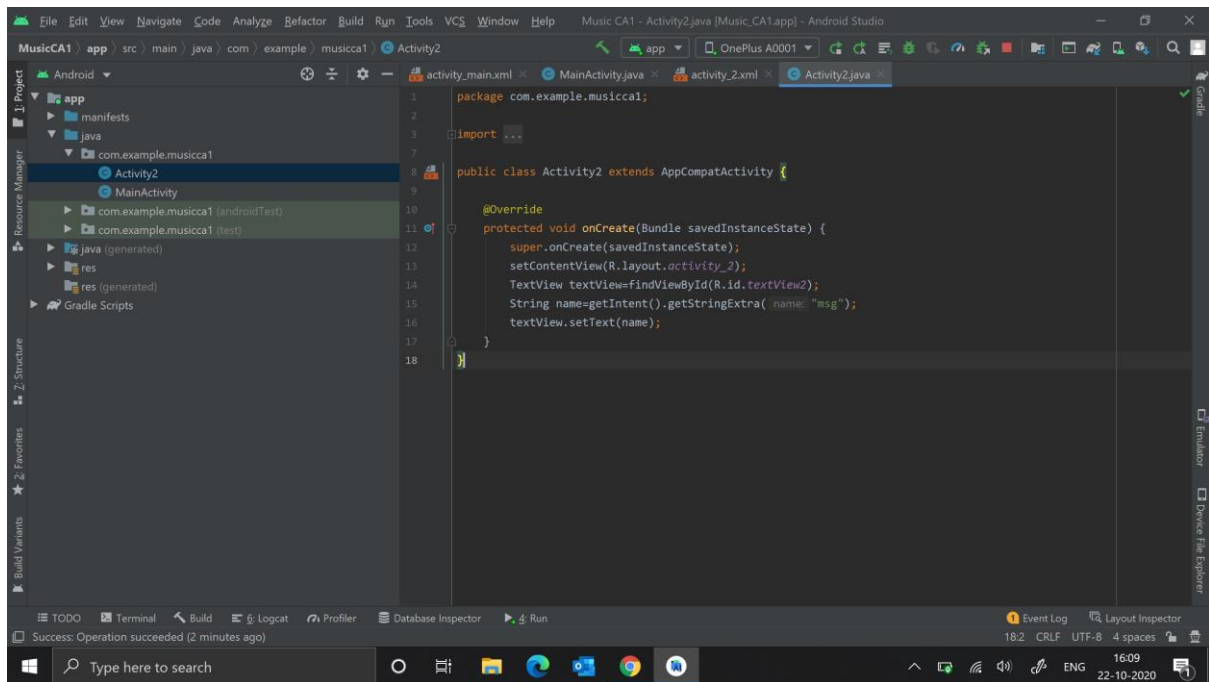 File Edit View Navigate Code Analyze Refactor Build Run Tools VCS Window Help Music CA1 - Activity2.java [Music_CA1.app] - Android Studio
MusicCA1 app src main java com example musicca1 Activity2 app OnePlus A0001
Android activity_main.xml MainActivity.java activity_2.xml Activity2.java
1: Project
Resource Manager
Z: Structure
2: Favorites
Build Variants
app
manifests
java
com.example.musicca1
Activity2
MainActivity
com.example.musicca1 (androidTest)
com.example.musicca1 (test)
java (generated)
res
res (generated)
Gradle Scripts
1 package com.example.musicca1;
2
3 import ...
7
8 public class Activity2 extends AppCompatActivity {
9
10 @Override
11 protected void onCreate(Bundle savedInstanceState) {
12 super.onCreate(savedInstanceState);
13 setContentView(R.layout.activity_2);
14 TextView textView=findViewById(R.id.textView2);
15 String name=getIntent().getStringExtra( name: "msg");
16 textView.setText(name);
17 }
18 }
Gradle
Emulator
Device File Explorer
TODO Terminal Build 6: Logcat Profiler Database Inspector 4: Run 1 Event Log Layout Inspector
Success: Operation succeeded (2 minutes ago) 18:2 CRLF UTF-8 4 spaces
Type here to search ENG 16:09
22-10-2020